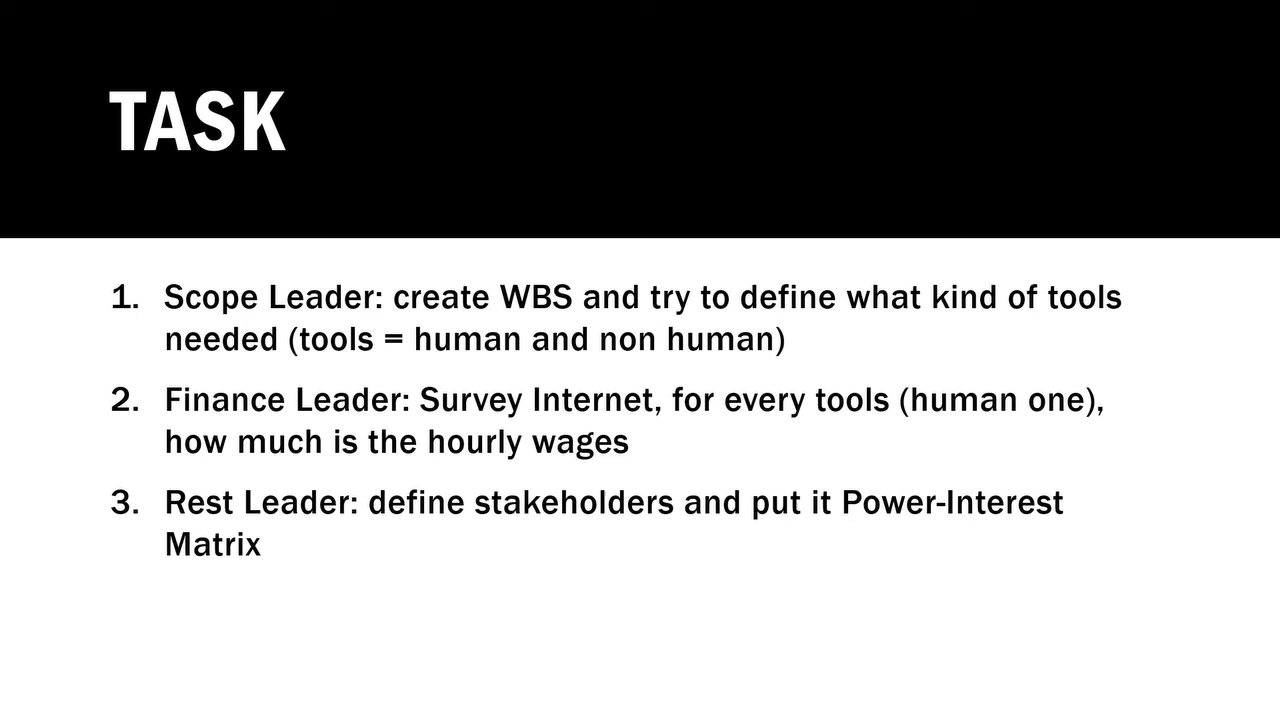 TASK
1. Scope Leader: create WBS and try to define what kind of tools
needed (tools = human and non human)
2. Finance Leader: Survey Internet, for every tools (human one),
how much is the hourly wages
3. Rest Leader: define stakeholders and put it Power-Interest
Matrix